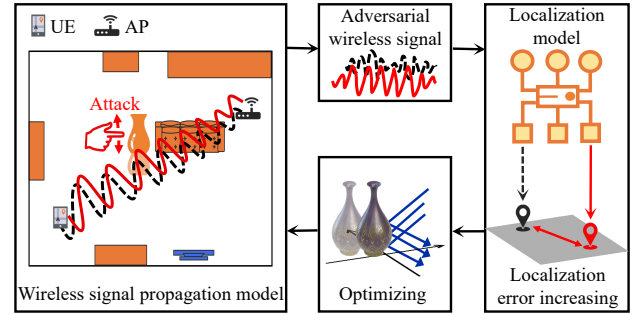 UE
AP
Attack
Wireless signal propagation model
Adversarial
wireless signal
Localization
model
Optimizing
Localization
error increasing